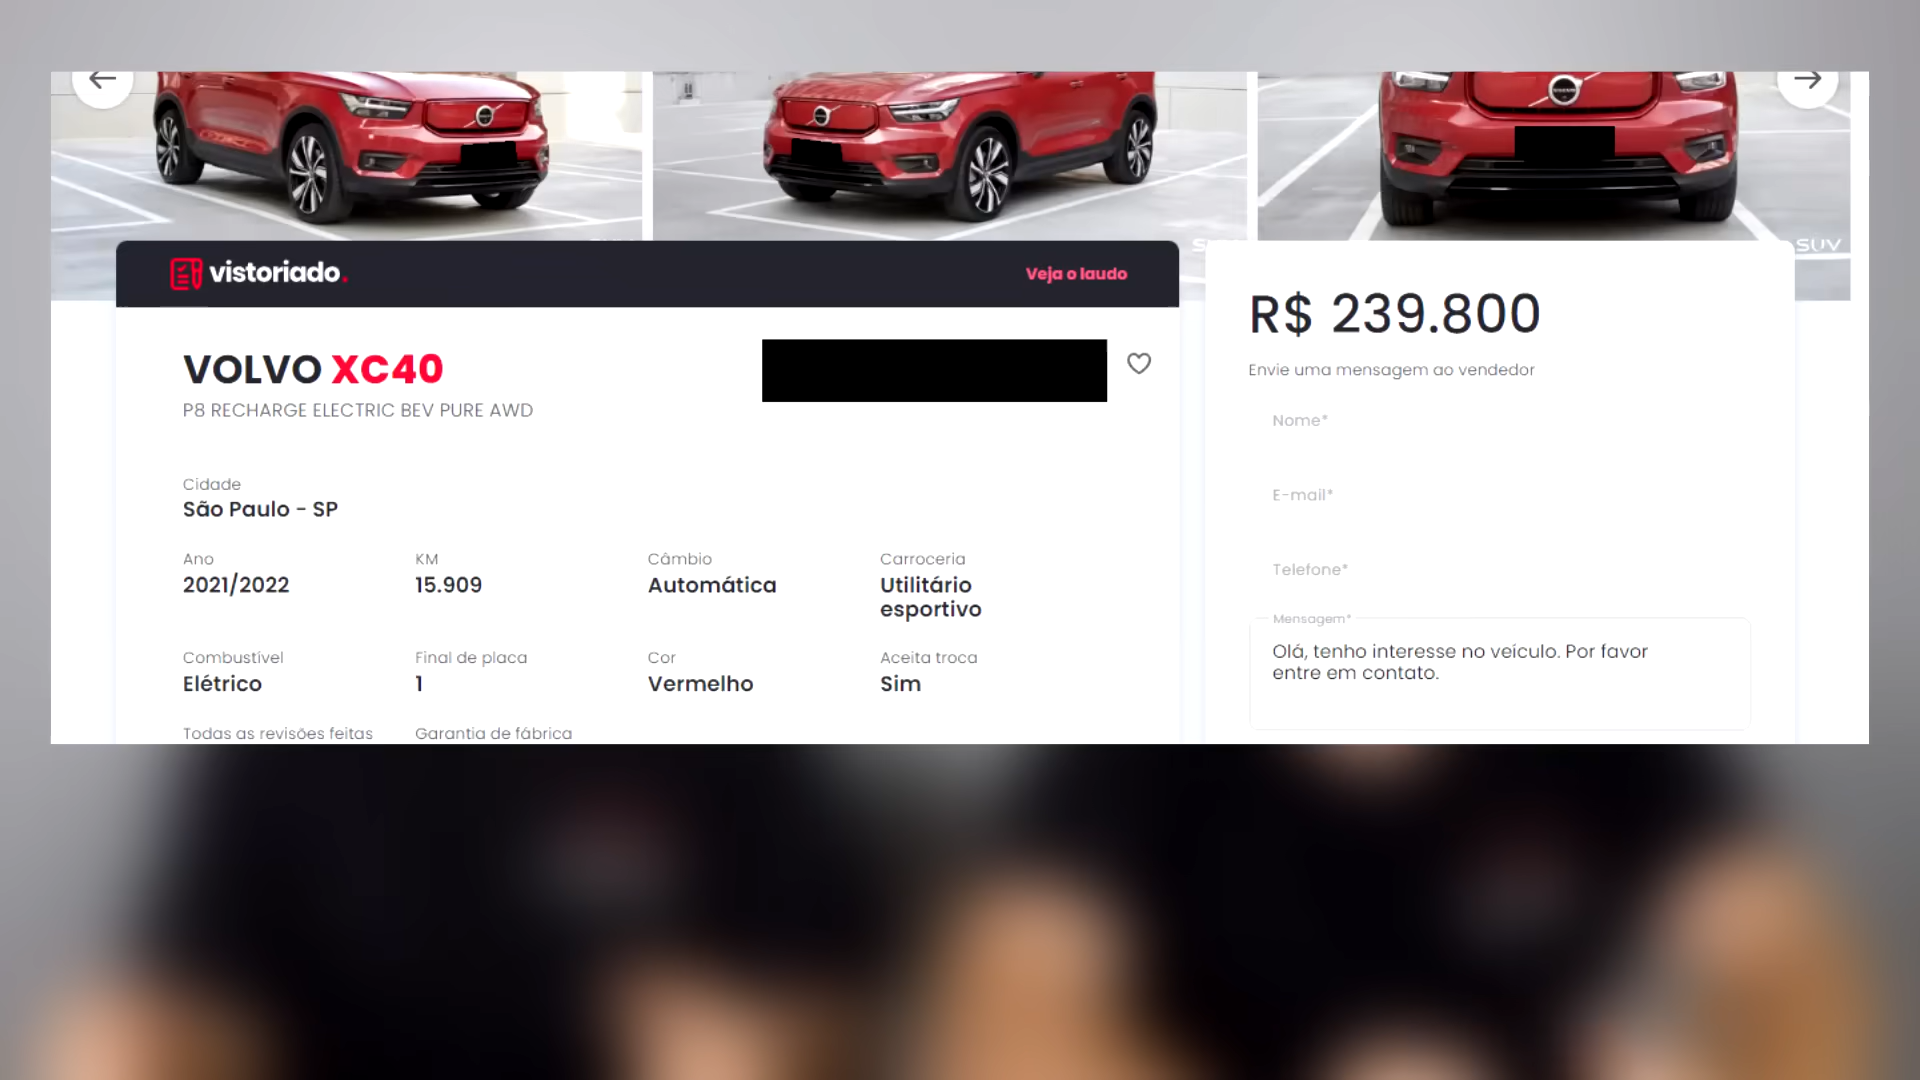 SUV
vistoriado.
Veja o laudo
VOLVO XC40
P8 RECHARGE ELECTRIC BEV PURE AWD
Cidade
São Paulo - SP
Ano
2021/2022
KM
15.909
Câmbio
Automática
Carroceria
Utilitário
esportivo
Combustível
Elétrico
Final de placa
1
Cor
Vermelho
Aceita troca
Sim
Todas as revisões feitas
Garantia de fábrica
R$ 239.800
Envie uma mensagem ao vendedor
Nome*
E-mail*
Telefone*
Mensagem*
Olá, tenho interesse no veículo. Por favor
entre em contato.